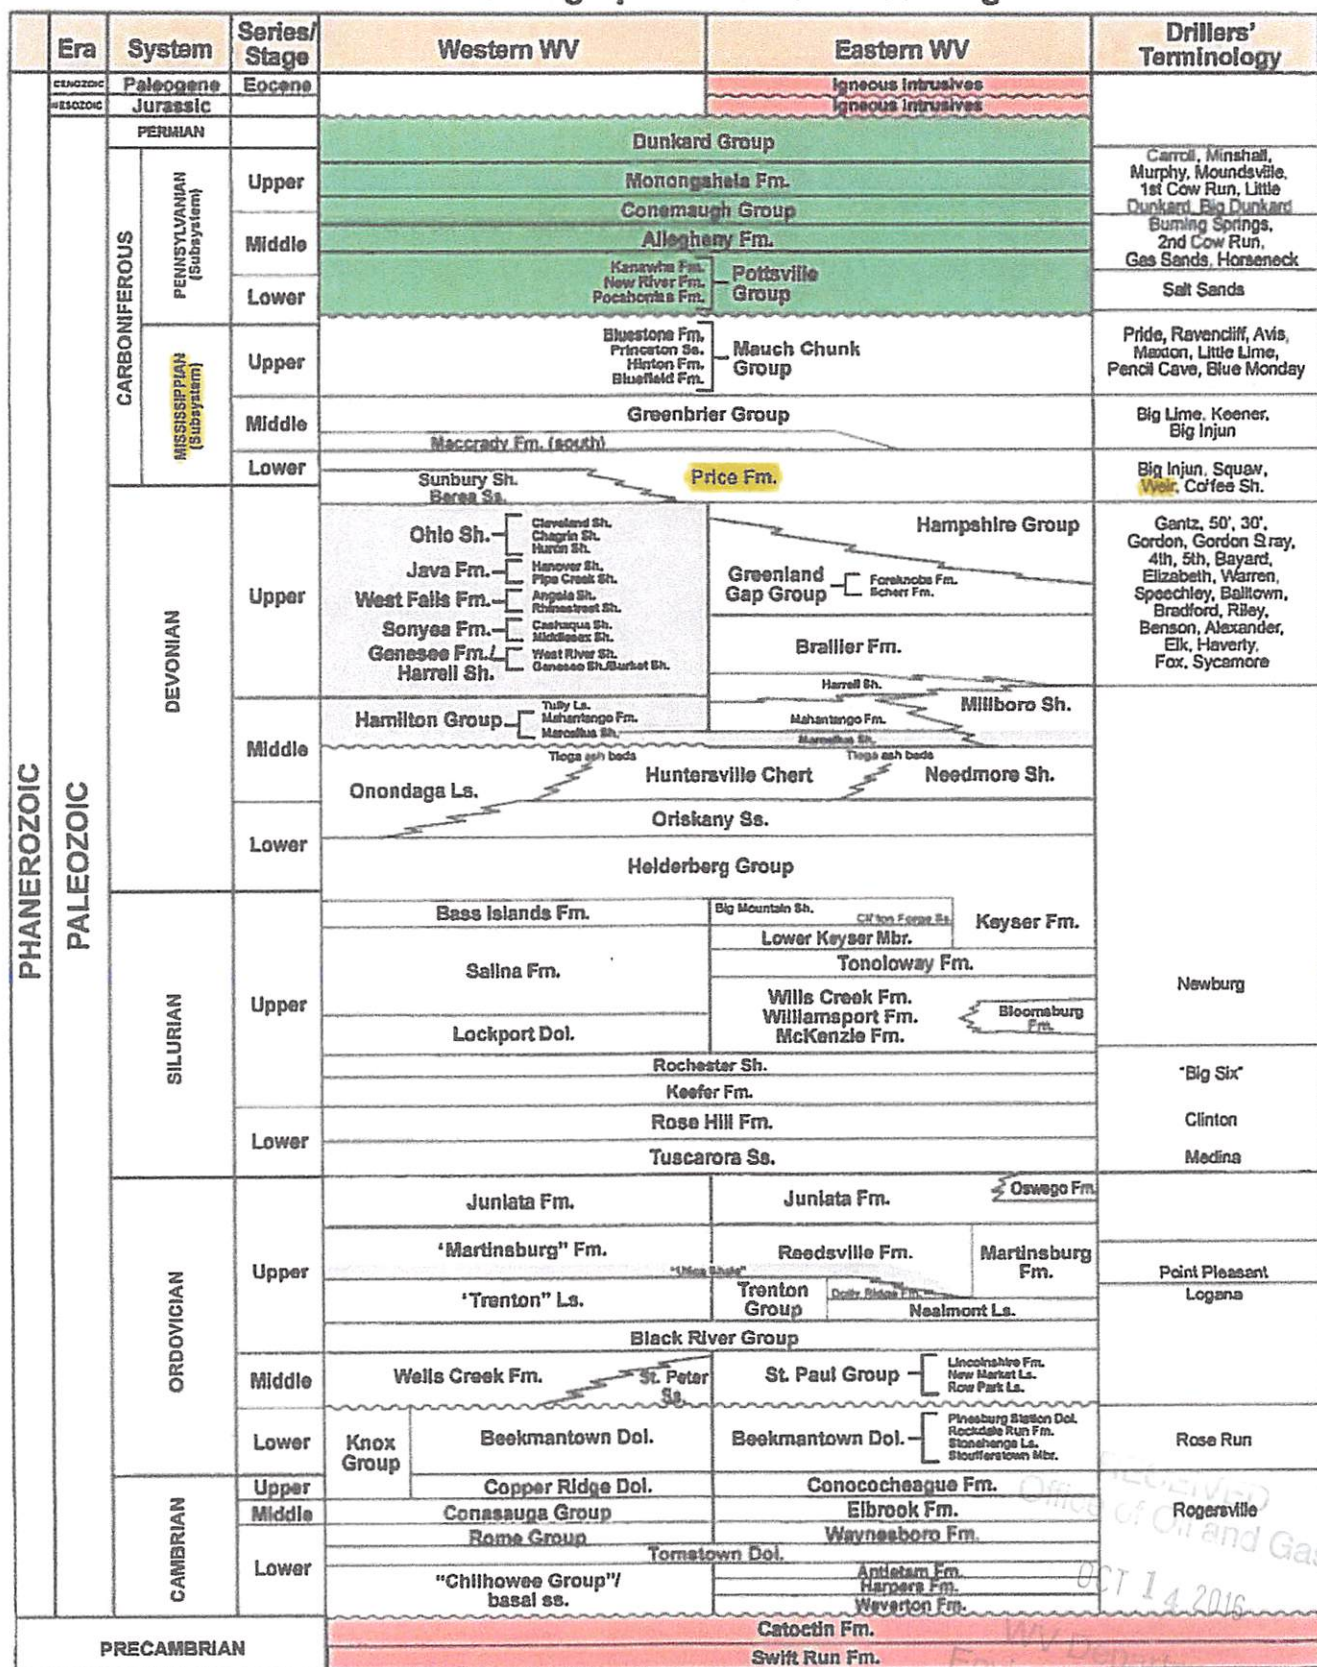 Era
System
Series/
Stage
Western WV
Eastern WV
Drillers'
Terminology
PHANEROZOIC
CENOZOIC
Paleogene
Eocene
Igneous Intrusives
MESOZOIC
Jurassic
Igneous Intrusives
PALEOZOIC
PERMIAN
Dunkard Group
CARBONIFEROUS
PENNSYLVANIAN
(Subsystem)
Upper
Monongahela Fm.
Conemaugh Group
Carroll, Minshall,
Murphy, Moundsville,
1st Cow Run, Little
Dunkard, Big Dunkard
Middle
Allegheny Fm.
Burning Springs,
2nd Cow Run,
Gas Sands, Horseneck
Lower
Kanawha Fm.
New River Fm.
Pocahontas Fm.
Pottsville
Group
Salt Sands
MISSISSIPPIAN
(Subsystem)
Upper
Bluestone Fm.
Princeton Ss.
Hinton Fm.
Bluefield Fm.
Mauch Chunk
Group
Pride, Ravencliff, Avis,
Maxton, Little Lime,
Pencil Cave, Blue Monday
Middle
Greenbrier Group
Maccrady Fm. (south)
Big Lime, Keener,
Big Injun
Lower
Sunbury Sh.
Berea Ss.
Price Fm.
Big Injun, Squaw,
Weir, Coffee Sh.
DEVONIAN
Upper
Ohio Sh.
Cleveland Sh.
Chagrin Sh.
Huron Sh.
Java Fm.
Hanover Sh.
Pipe Creek Sh.
West Falls Fm.
Angola Sh.
Rhinestreet Sh.
Sonyea Fm.
Cashaqua Sh.
Middlesex Sh.
Genesee Fm./
Harrell Sh.
West River Sh.
Geneseo Sh./Burket Sh.
Hampshire Group
Greenland
Gap Group
Foreknobs Fm.
Scherr Fm.
Brallier Fm.
Harrell Sh.
Gantz, 50', 30',
Gordon, Gordon Stray,
4th, 5th, Bayard,
Elizabeth, Warren,
Speechley, Balltown,
Bradford, Riley,
Benson, Alexander,
Elk, Haverty,
Fox, Sycamore
Middle
Hamilton Group
Tully Ls.
Mahantango Fm.
Marcellus Sh.
Millboro Sh.
Mahantango Fm.
Marcellus Sh.
Tioga ash beds
Tioga ash beds
Onondaga Ls.
Huntersville Chert
Needmore Sh.
Lower
Oriskany Ss.
Helderberg Group
SILURIAN
Upper
Bass Islands Fm.
Big Mountain Sh.
Clifton Forge Ss.
Keyser Fm.
Lower Keyser Mbr.
Salina Fm.
Tonoloway Fm.
Wills Creek Fm.
Williamsport Fm.
McKenzie Fm.
Bloomsburg
Fm.
Newburg
Lockport Dol.
Rochester Sh.
Keefer Fm.
"Big Six"
Lower
Rose Hill Fm.
Clinton
Tuscarora Ss.
Medina
ORDOVICIAN
Upper
Juniata Fm.
Juniata Fm.
Oswego Fm.
'Martinsburg" Fm.
Reedsville Fm.
Martinsburg
Fm.
"Utica Shale"
Point Pleasant
'Trenton" Ls.
Trenton
Group
Dolly Ridge Fm.
Nealmont Ls.
Logana
Black River Group
Middle
Wells Creek Fm.
St. Peter
Ss.
St. Paul Group
Lincolnshire Fm.
New Market Ls.
Row Park Ls.
Lower
Knox
Group
Beekmantown Dol.
Beekmantown Dol.
Pinesburg Station Dol.
Rockdale Run Fm.
Stonehenge Ls.
Stoufferstown Mbr.
Rose Run
CAMBRIAN
Upper
Copper Ridge Dol.
Conococheague Fm.
Middle
Conasauga Group
Elbrook Fm.
Rogersville
Lower
Rome Group
Waynesboro Fm.
Tomstown Dol.
"Chilhowee Group"/
basal ss.
Antietam Fm.
Harpers Fm.
Weverton Fm.
PRECAMBRIAN
Catoctin Fm.
Swift Run Fm.
RECEIVED
Office of Oil and Gas
OCT 14 2016